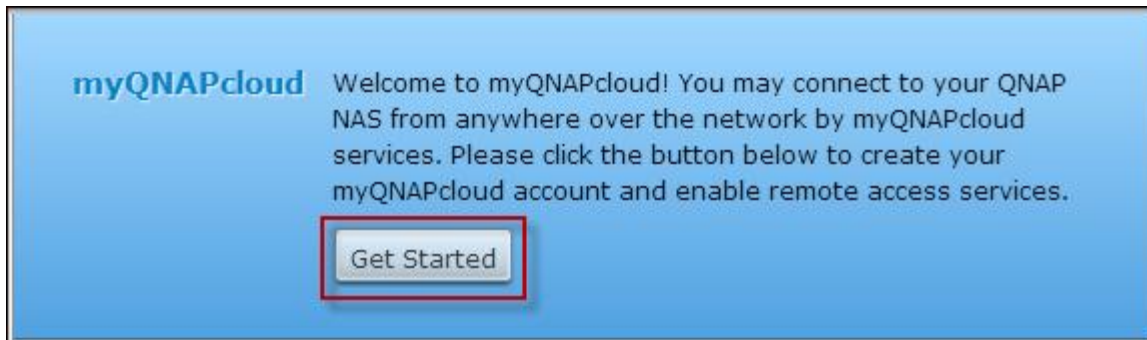 myQNAPcloud
Welcome to myQNAPcloud! You may connect to your QNAP
NAS from anywhere over the network by myQNAPcloud
services. Please click the button below to create your
myQNAPcloud account and enable remote access services.
Get Started